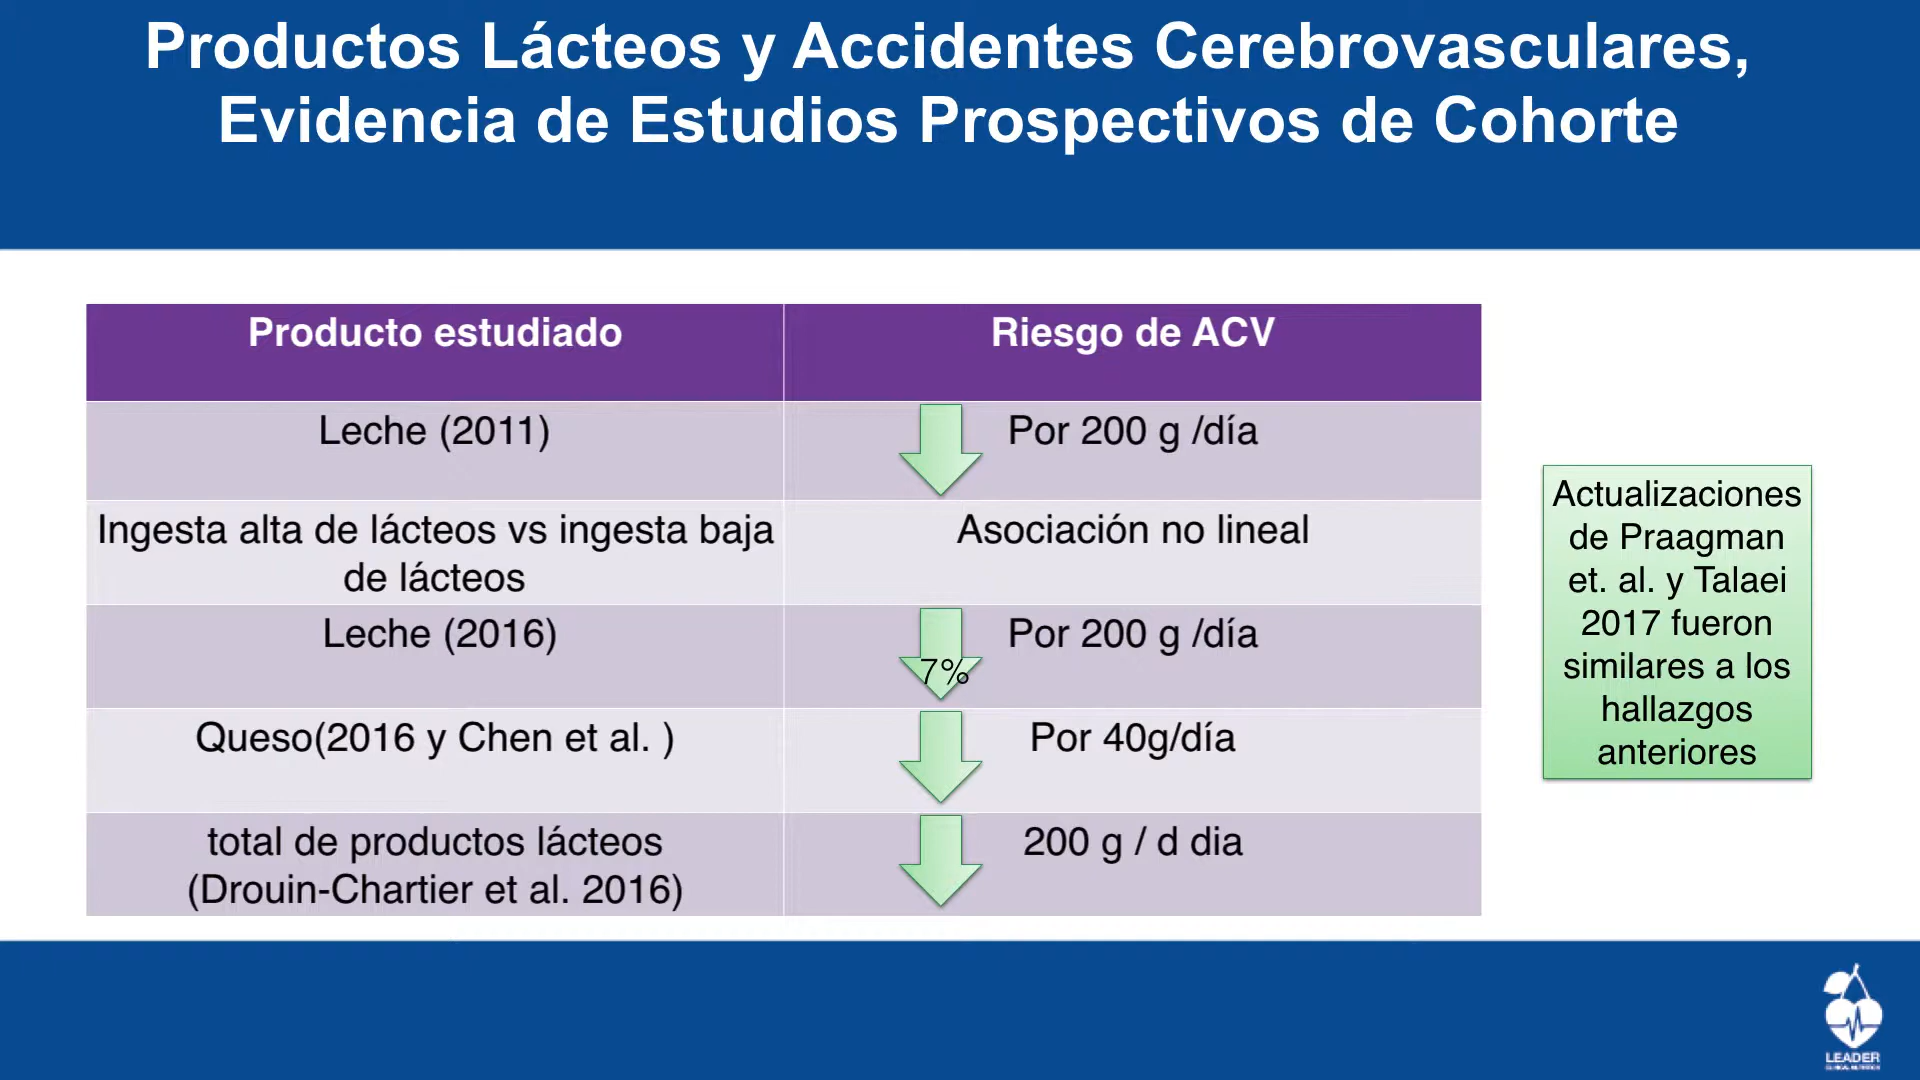 Productos Lácteos y Accidentes Cerebrovasculares,
Evidencia de Estudios Prospectivos de Cohorte
Producto estudiado
Riesgo de ACV
Leche (2011)
Por 200 g /día
Ingesta alta de lácteos vs ingesta baja
de lácteos
Asociación no lineal
Leche (2016)
7%
Por 200 g /día
Queso(2016 y Chen et al. )
Por 40g/día
total de productos lácteos
(Drouin-Chartier et al. 2016)
200 g / d dia
Actualizaciones
de Praagman
et. al. y Talaei
2017 fueron
similares a los
hallazgos
anteriores
LEADER
CLINICAL NUTRITION